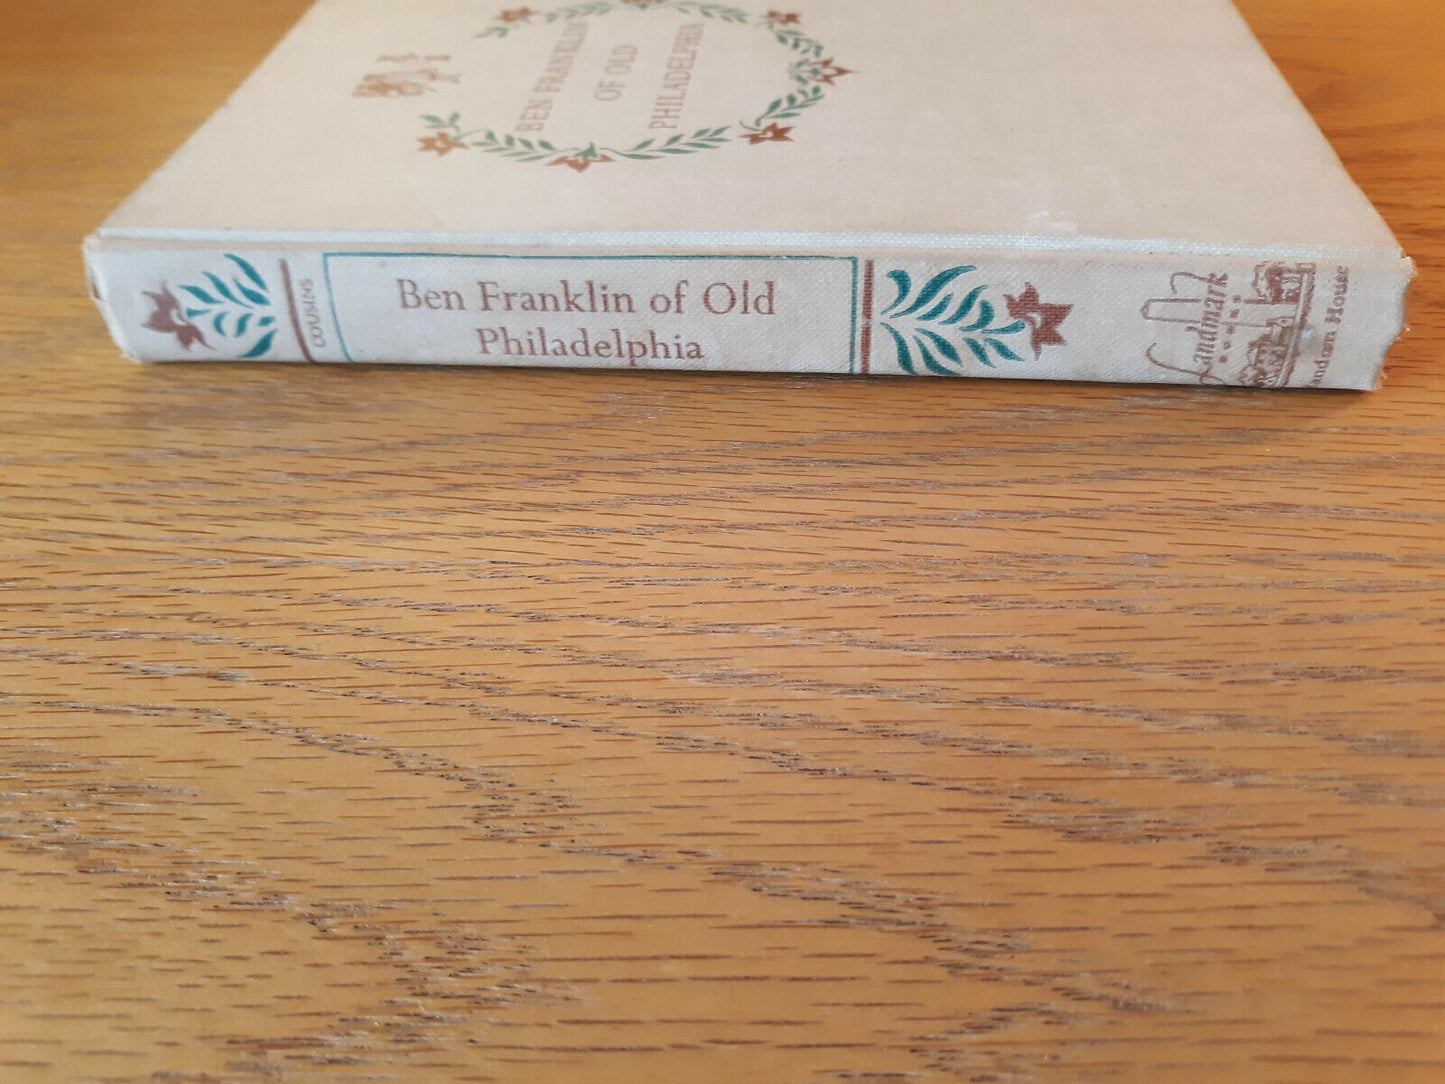 BEN FRANKLIN
OF OLD
PHILADELPHIA
COUSINS
Ben Franklin of Old
Philadelphia
Landmark
BOOKS
Random House